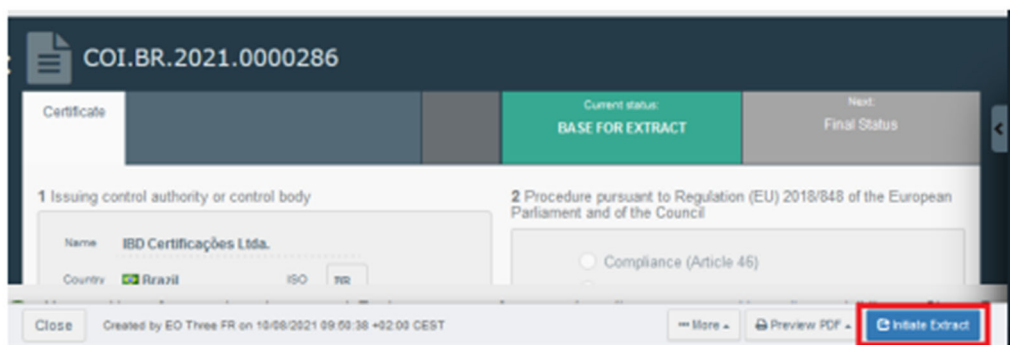 COI.BR.2021.0000286
Certificate
Current status:
BASE FOR EXTRACT
Next:
Final Status
1 Issuing control authority or control body
2 Procedure pursuant to Regulation (EU) 2018/848 of the European
Parliament and of the Council
Name IBD Certificações Ltda.
Compliance (Article 46)
Country Brazil ISO BR
Close
Created by EO Three FR on 10/08/2021 09:50:38 +02:00 CEST
More
Preview PDF
Initiate Extract